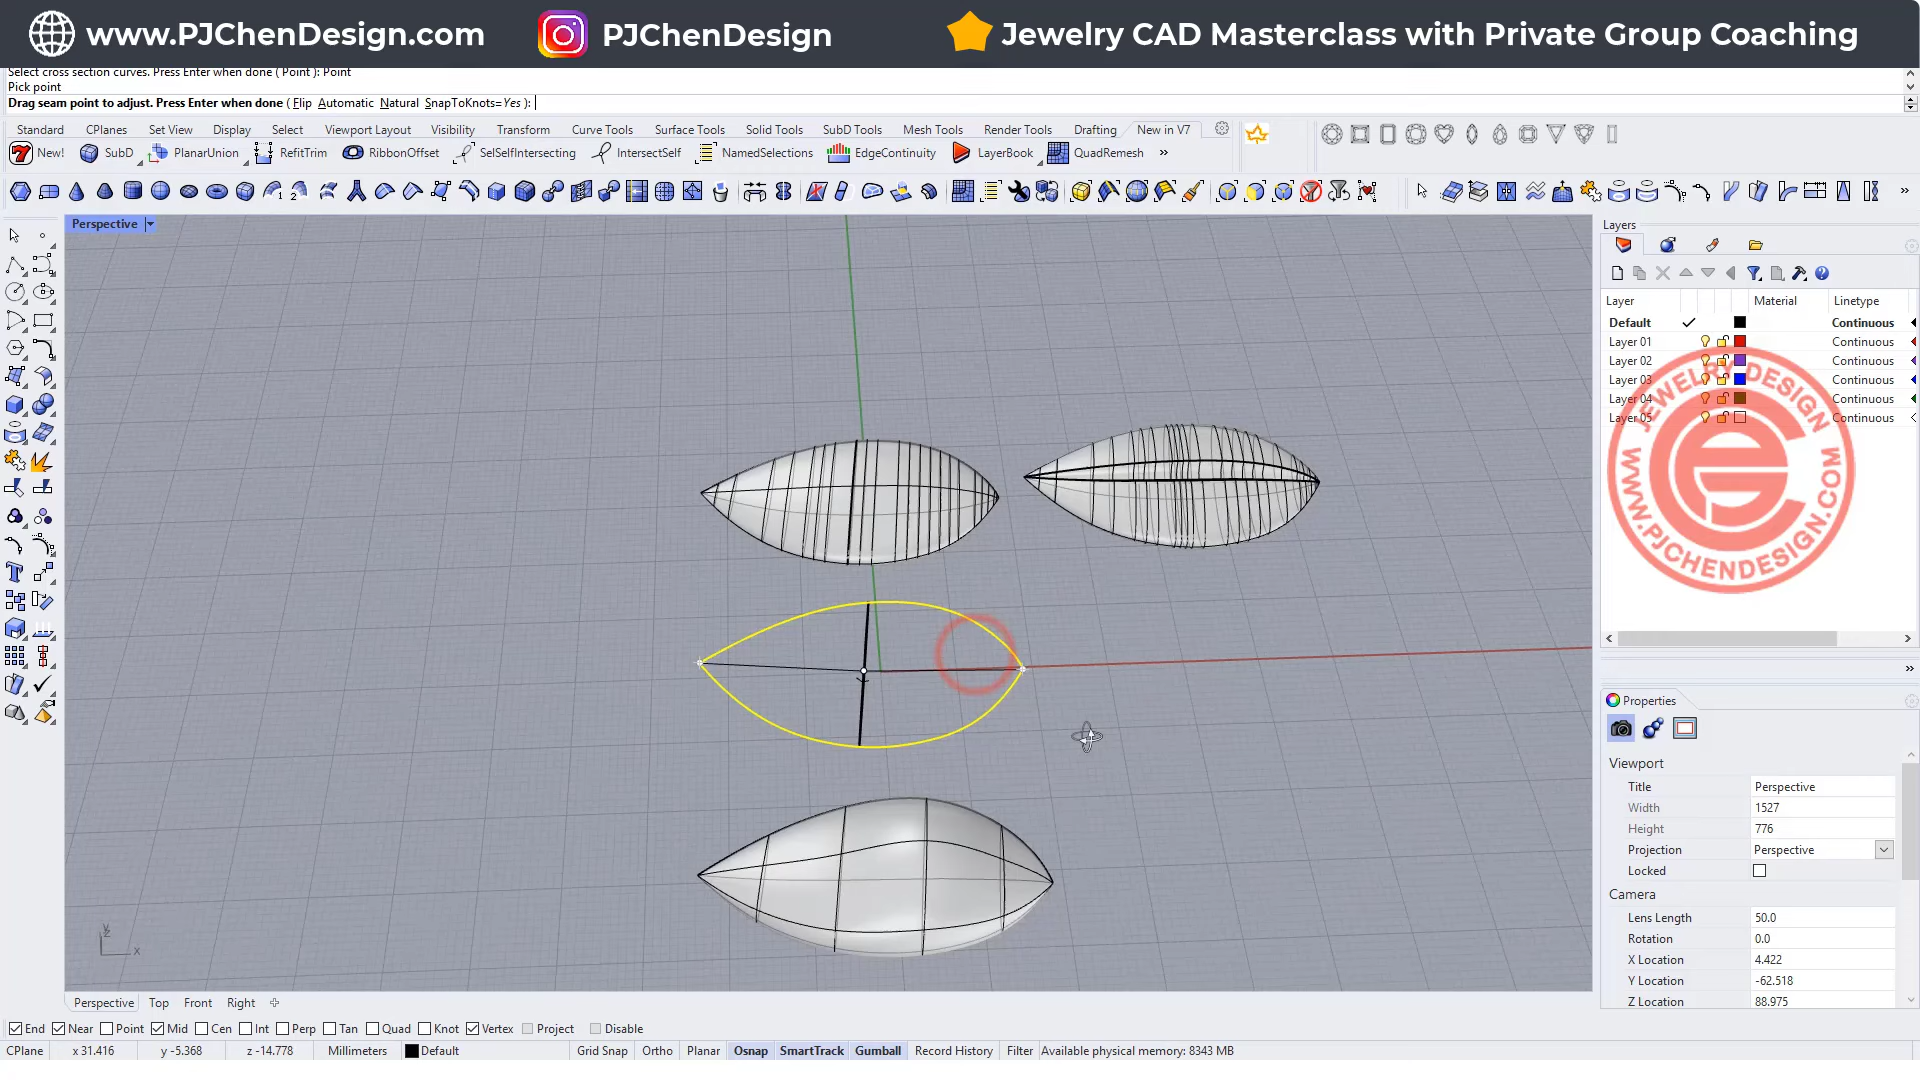 www.PJChenDesign.com PJChenDesign Jewelry CAD Masterclass with Private Group Coaching
Select cross section curves. Press Enter when done ( Point ): Point
Pick point
Drag seam point to adjust. Press Enter when done ( Flip Automatic Natural SnapToKnots=Yes ):
Standard CPlanes Set View Display Select Viewport Layout Visibility Transform Curve Tools Surface Tools Solid Tools SubD Tools Mesh Tools Render Tools Drafting New in V7
7 New! SubD PlanarUnion RefitTrim RibbonOffset SelSelfIntersecting IntersectSelf NamedSelections EdgeContinuity LayerBook QuadRemesh »
Perspective
Layers
Layer Material Linetype
Default Continuous
Layer 01 Continuous
Layer 02 Continuous
Layer 03 Continuous
Layer 04 Continuous
Layer 05 Continuous
JEWELRY DESIGN
WWW.PJCHENDESIGN.COM
Properties
Viewport
Title Perspective
Width 1527
Height 776
Projection Perspective
Locked
Camera
Lens Length 50.0
Rotation 0.0
X Location 4.422
Y Location -62.518
Z Location 88.975
x
Perspective Top Front Right
End Near Point Mid Cen Int Perp Tan Quad Knot Vertex Project Disable
CPlane x 31.416 y -5.368 z -14.778 Millimeters Default Grid Snap Ortho Planar Osnap SmartTrack Gumball Record History Filter Available physical memory: 8343 MB